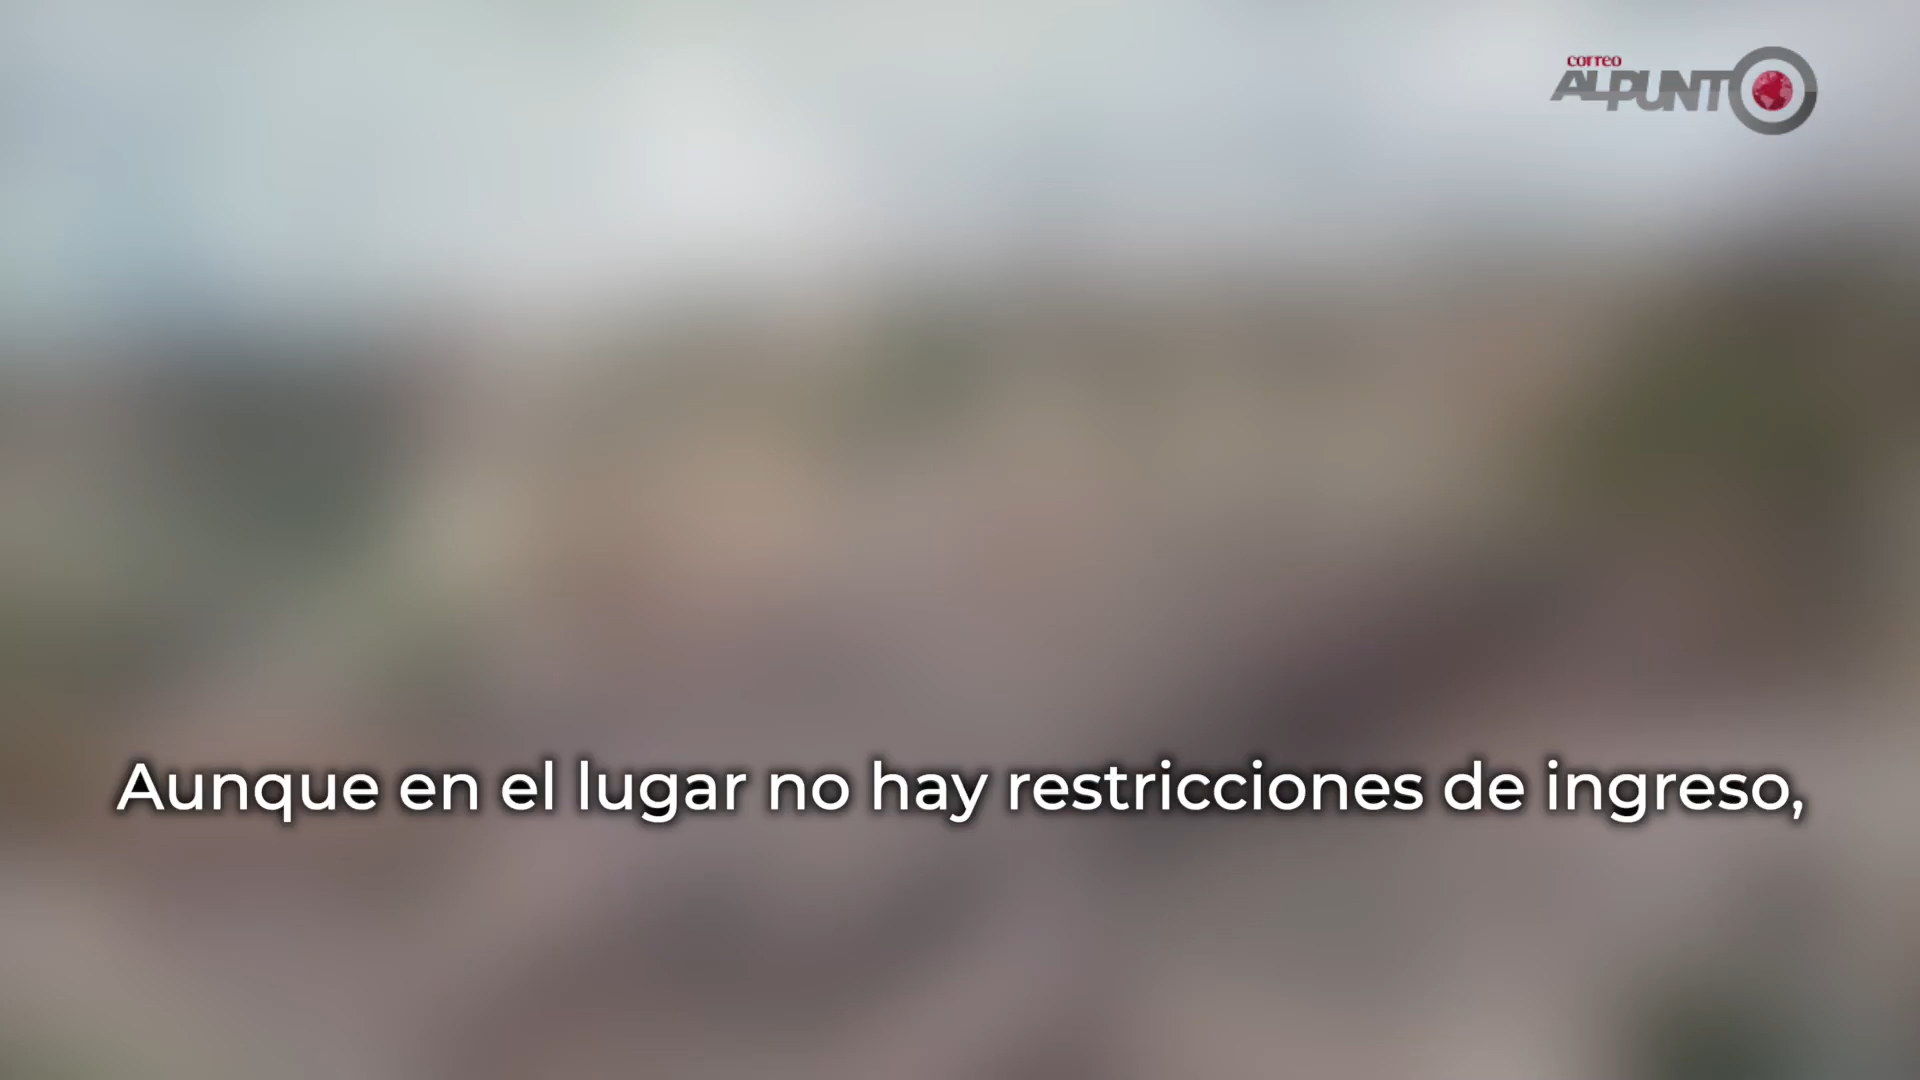 correo
ALPUNTO
Aunque en el lugar no hay restricciones de ingreso,